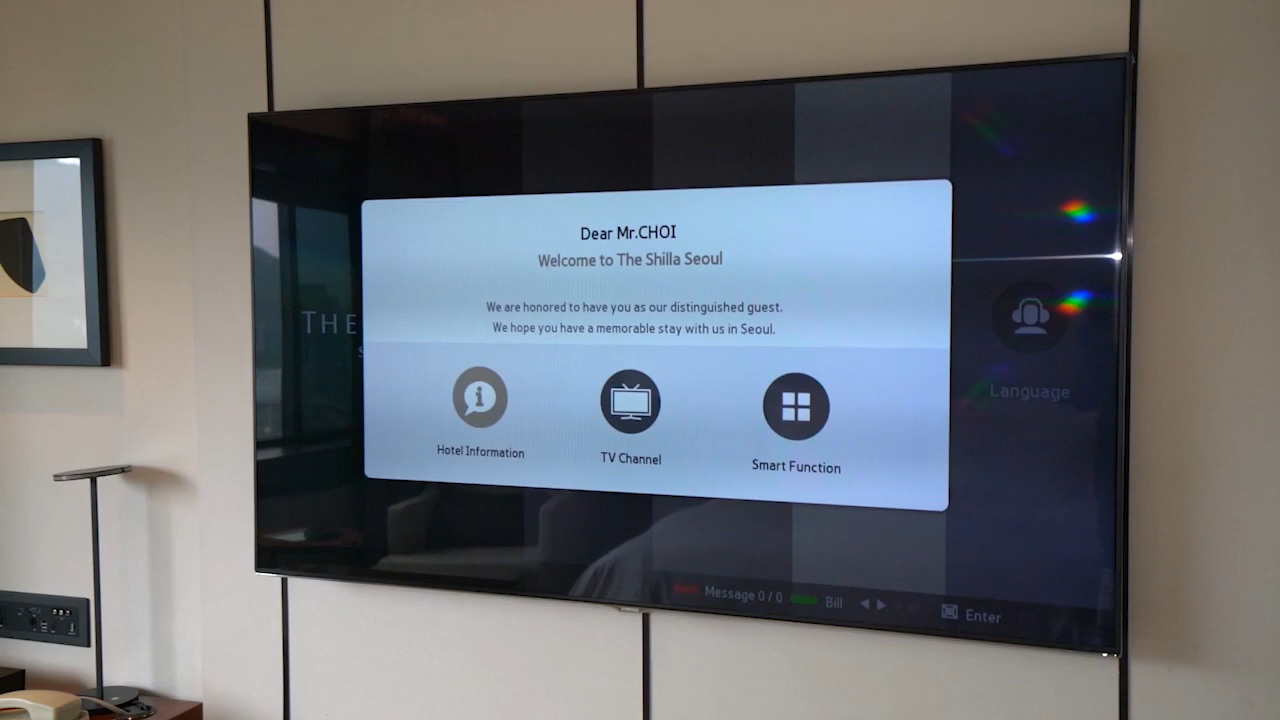 Dear Mr.CHOI
Welcome to The Shilla Seoul
We are honored to have you as our distinguished guest.
We hope you have a memorable stay with us in Seoul.
THE
S
Language
Hotel Information
TV Channel
Smart Function
Message 0 / 0
Bill
Enter